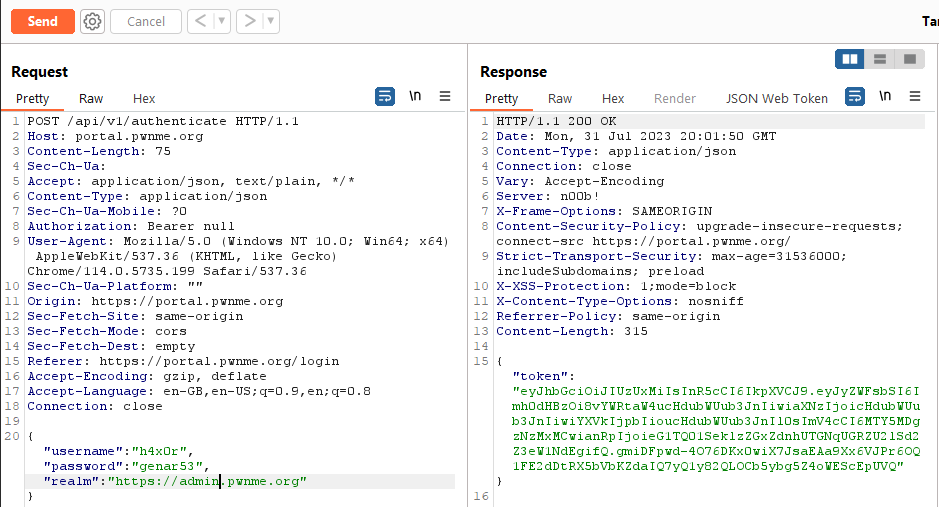 Send
Cancel
Ta
Request
Pretty Raw Hex \n
1 POST /api/v1/authenticate HTTP/1.1
2 Host: portal.pwnme.org
3 Content-Length: 75
4 Sec-Ch-Ua:
5 Accept: application/json, text/plain, */*
6 Content-Type: application/json
7 Sec-Ch-Ua-Mobile: ?0
8 Authorization: Bearer null
9 User-Agent: Mozilla/5.0 (Windows NT 10.0; Win64; x64)
AppleWebKit/537.36 (KHTML, like Gecko)
Chrome/114.0.5735.199 Safari/537.36
10 Sec-Ch-Ua-Platform: ""
11 Origin: https://portal.pwnme.org
12 Sec-Fetch-Site: same-origin
13 Sec-Fetch-Mode: cors
14 Sec-Fetch-Dest: empty
15 Referer: https://portal.pwnme.org/login
16 Accept-Encoding: gzip, deflate
17 Accept-Language: en-GB,en-US;q=0.9,en;q=0.8
18 Connection: close
19
20 {
"username":"h4x0r",
"password":"genar53",
"realm":"https://admin.pwnme.org"
}
Response
Pretty Raw Hex Render JSON Web Token \n
1 HTTP/1.1 200 OK
2 Date: Mon, 31 Jul 2023 20:01:50 GMT
3 Content-Type: application/json
4 Connection: close
5 Vary: Accept-Encoding
6 Server: n00b!
7 X-Frame-Options: SAMEORIGIN
8 Content-Security-Policy: upgrade-insecure-requests;
connect-src https://portal.pwnme.org/
9 Strict-Transport-Security: max-age=31536000;
includeSubdomains; preload
10 X-XSS-Protection: 1;mode=block
11 X-Content-Type-Options: nosniff
12 Referrer-Policy: same-origin
13 Content-Length: 315
14
15 {
"token":
"eyJhbGciOiJIUzUxMiIsInR5cCI6IkpXVCJ9.eyJyZWFsbSI6I
mh0dHBzOi8vYWRtaW4ucHdubWUub3JnIiwiaXNzIjoicHdubWUu
b3JnIiwiYXVkIjpbIioucHdubWUub3JnIl0sImV4cCI6MTY5MDg
zNzMxMCwianRpIjoieG1TQ01SeklzZGxZdnhUTGNqUGRZU2lSd2
Z3eW1NdEgifQ.gmiDFpwd-4O76DKx0wiX7JsaEAa9Xx6VJPr6OQ
1FE2dDtRX5bVbKZdaIQ7yQ1y82QLOCb5ybg5Z4oWEScEpUVQ"
}
16